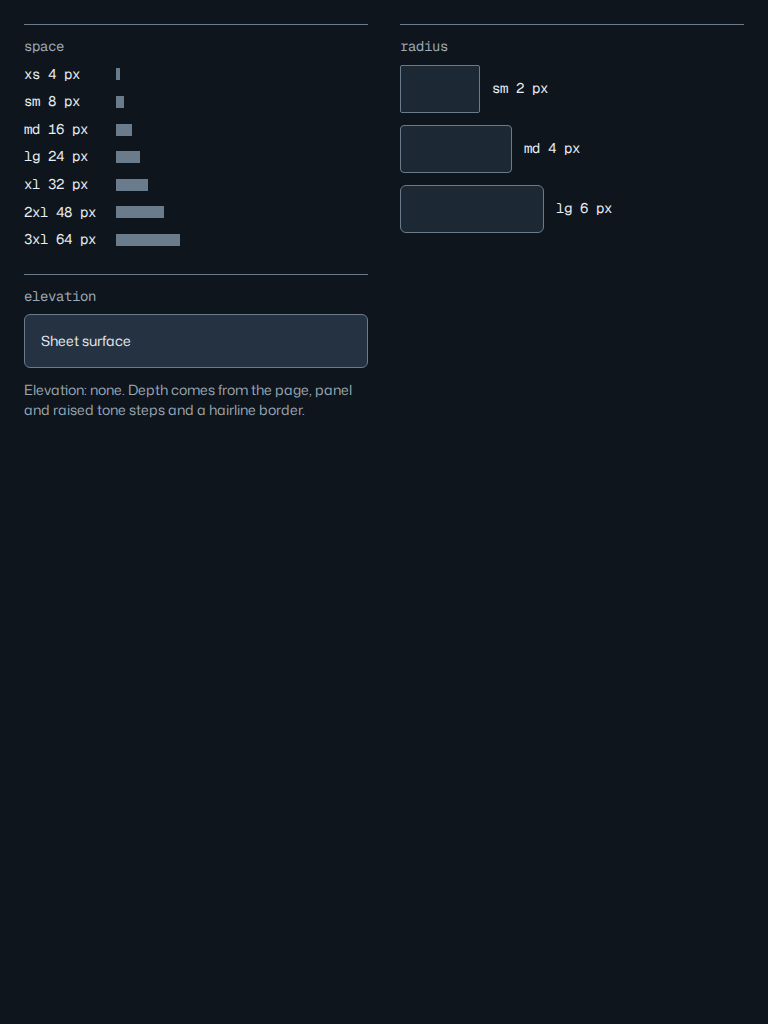 space
xs 4 px
sm 8 px
md 16 px
lg 24 px
xl 32 px
2xl 48 px
3xl 64 px
radius
sm 2 px
md 4 px
lg 6 px
elevation
Sheet surface
Elevation: none. Depth comes from the page, panel
and raised tone steps and a hairline border.